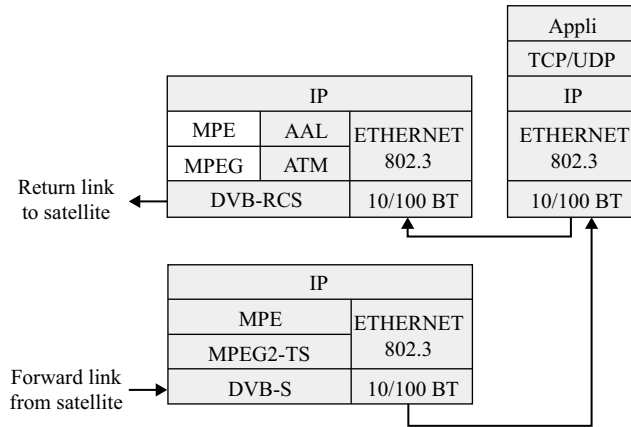 Appli
TCP/UDP
IP
ETHERNET
802.3
10/100 BT
IP
MPE
AAL
ETHERNET
802.3
MPEG
ATM
DVB-RCS
10/100 BT
Return link
to satellite
IP
MPE
ETHERNET
802.3
MPEG2-TS
DVB-S
10/100 BT
Forward link
from satellite